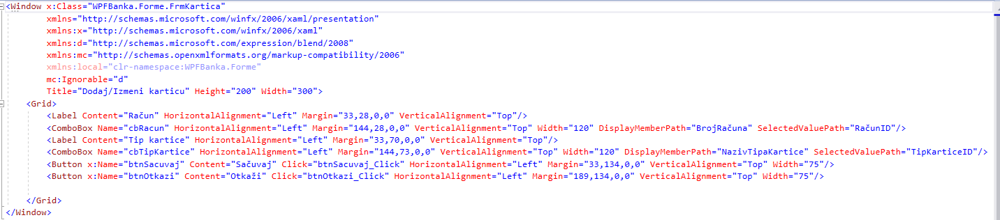 <Window x:Class="WPFBanka.Forme.FrmKartica"
xmlns="http://schemas.microsoft.com/winfx/2006/xaml/presentation"
xmlns:x="http://schemas.microsoft.com/winfx/2006/xaml"
xmlns:d="http://schemas.microsoft.com/expression/blend/2008"
xmlns:mc="http://schemas.openxmlformats.org/markup-compatibility/2006"
xmlns:local="clr-namespace:WPFBanka.Forme"
mc:Ignorable="d"
Title="Dodaj/Izmeni karticu" Height="200" Width="300">
<Grid>
<Label Content="Račun" HorizontalAlignment="Left" Margin="33,28,0,0" VerticalAlignment="Top"/>
<ComboBox Name="cbRacun" HorizontalAlignment="Left" Margin="144,28,0,0" VerticalAlignment="Top" Width="120" DisplayMemberPath="BrojRačuna" SelectedValuePath="RačunID"/>
<Label Content="Tip kartice" HorizontalAlignment="Left" Margin="33,70,0,0" VerticalAlignment="Top"/>
<ComboBox Name="cbTipKartice" HorizontalAlignment="Left" Margin="144,73,0,0" VerticalAlignment="Top" Width="120" DisplayMemberPath="NazivTipaKartice" SelectedValuePath="TipKarticeID"/>
<Button x:Name="btnSacuvaj" Content="Sačuvaj" Click="btnSacuvaj_Click" HorizontalAlignment="Left" Margin="33,134,0,0" VerticalAlignment="Top" Width="75"/>
<Button x:Name="btnOtkazi" Content="Otkaži" Click="btnOtkazi_Click" HorizontalAlignment="Left" Margin="189,134,0,0" VerticalAlignment="Top" Width="75"/>
</Grid>
</Window>